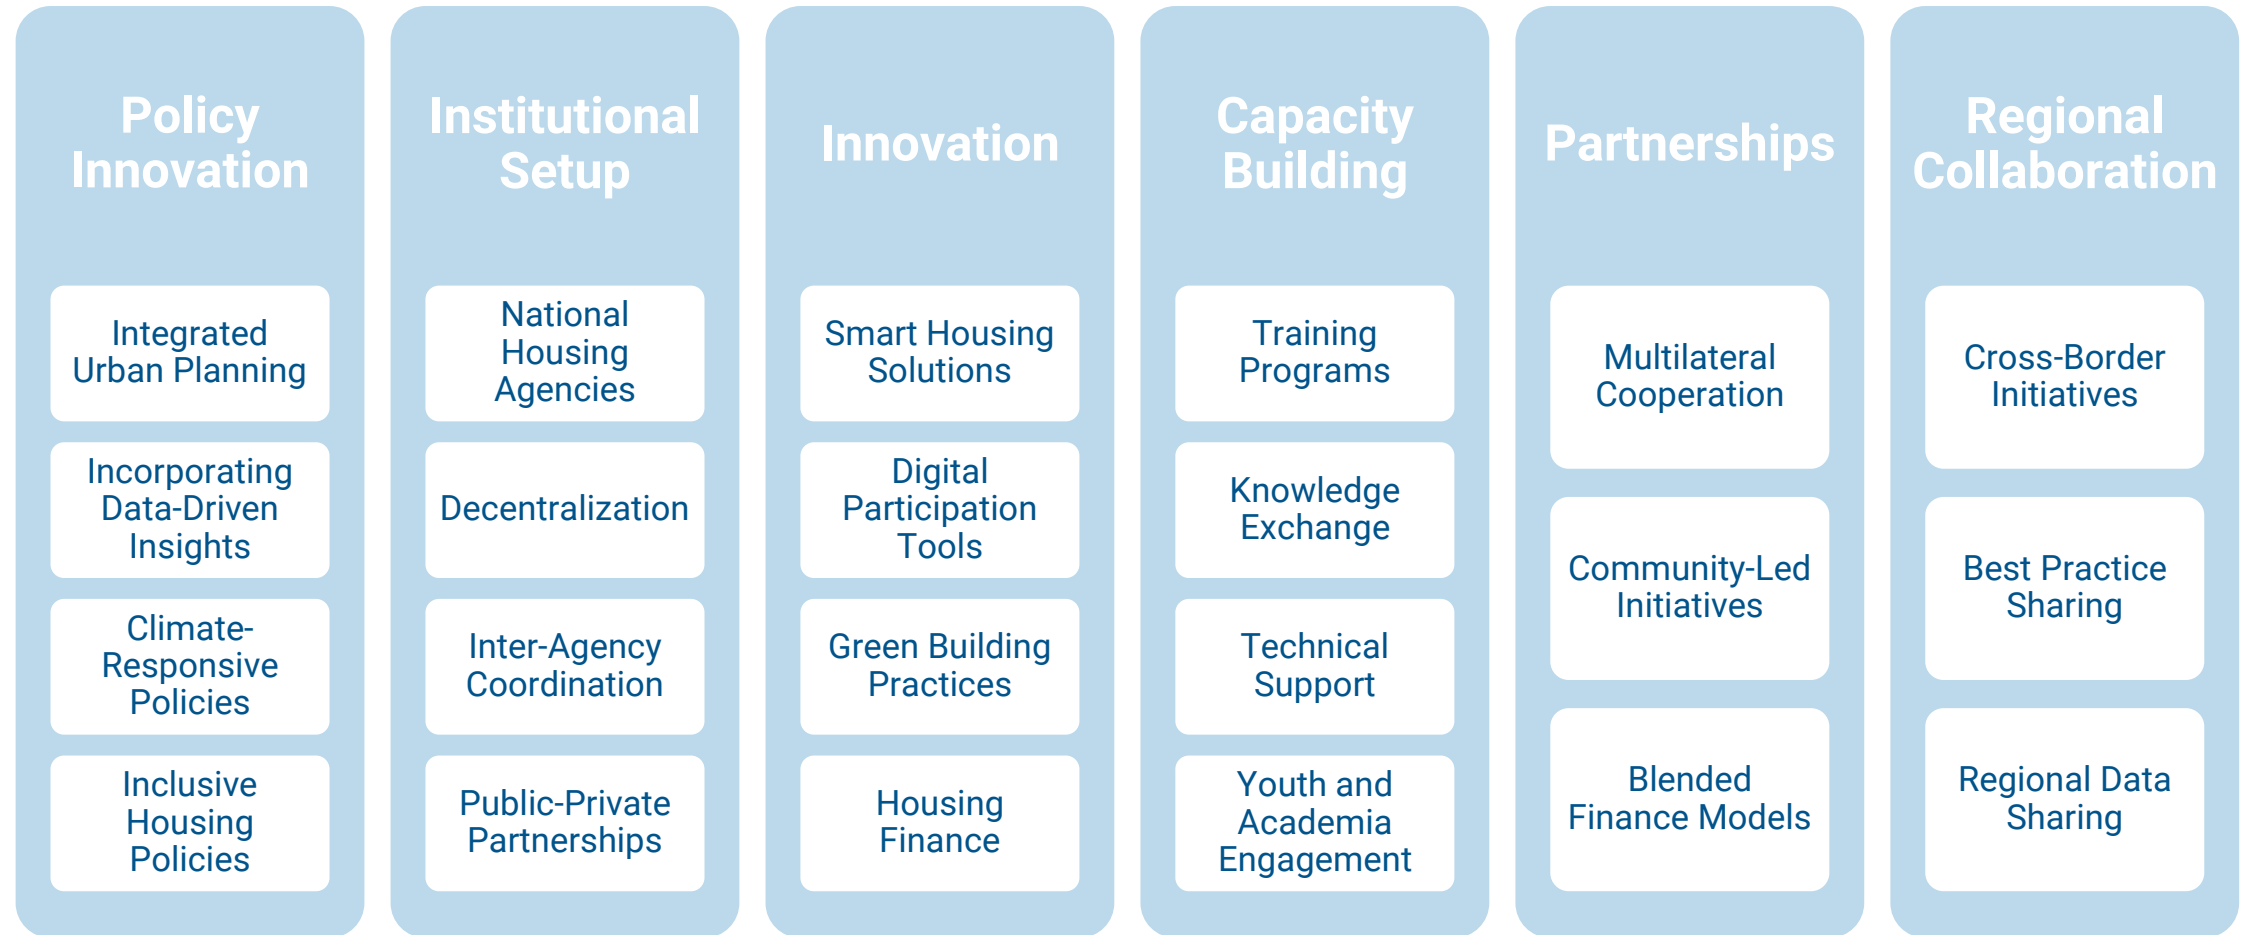 Policy
Innovation
Integrated
Urban Planning
Incorporating
Data-Driven
Insights
Climate-
Responsive
Policies
Inclusive
Housing
Policies
Institutional
Setup
National
Housing
Agencies
Decentralization
Inter-Agency
Coordination
Public-Private
Partnerships
Innovation
Smart Housing
Solutions
Digital
Participation
Tools
Green Building
Practices
Housing
Finance
Capacity
Building
Training
Programs
Knowledge
Exchange
Technical
Support
Youth and
Academia
Engagement
Partnerships
Multilateral
Cooperation
Community-Led
Initiatives
Blended
Finance Models
Regional
Collaboration
Cross-Border
Initiatives
Best Practice
Sharing
Regional Data
Sharing